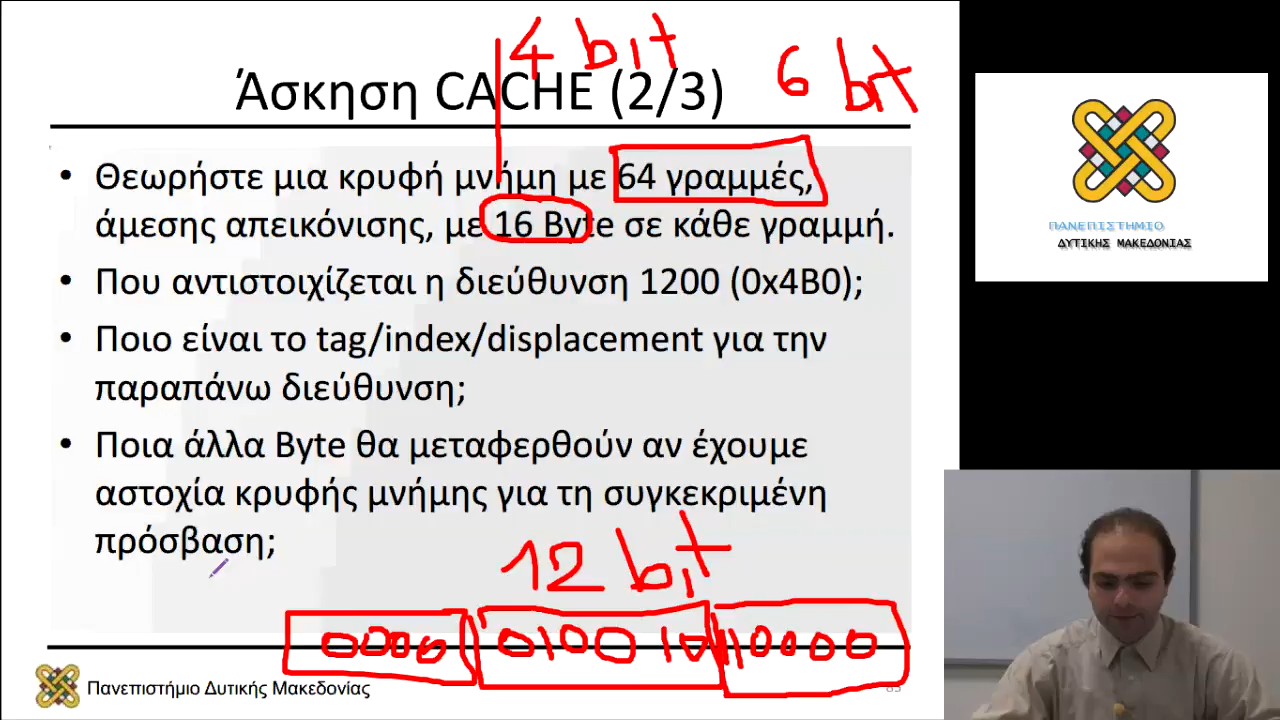 4 bit
6 bit
Άσκηση CACHE (2/3)
• Θεωρήστε μια κρυφή μνήμη με 64 γραμμές,
άμεσης απεικόνισης, με 16 Byte σε κάθε γραμμή.
• Που αντιστοιχίζεται η διεύθυνση 1200 (0x4B0);
• Ποιο είναι το tag/index/displacement για την
παραπάνω διεύθυνση;
• Ποια άλλα Byte θα μεταφερθούν αν έχουμε
αστοχία κρυφής μνήμης για τη συγκεκριμένη
πρόσβαση;
12 bit
0000
Πανεπιστήμιο Δυτικής Μακεδονίας
ΠΑΝΕΠΙΣΤΗΜΙΟ
ΔΥΤΙΚΗΣ ΜΑΚΕΔΟΝΙΑΣ